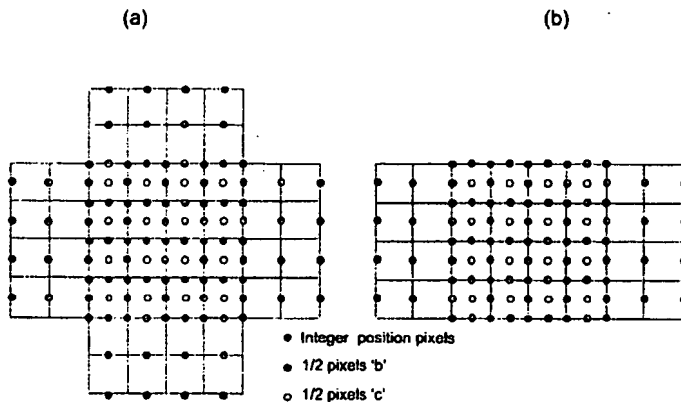 (a)
(b)
Integer position pixels
1/2 pixels 'b'
1/2 pixels 'c'